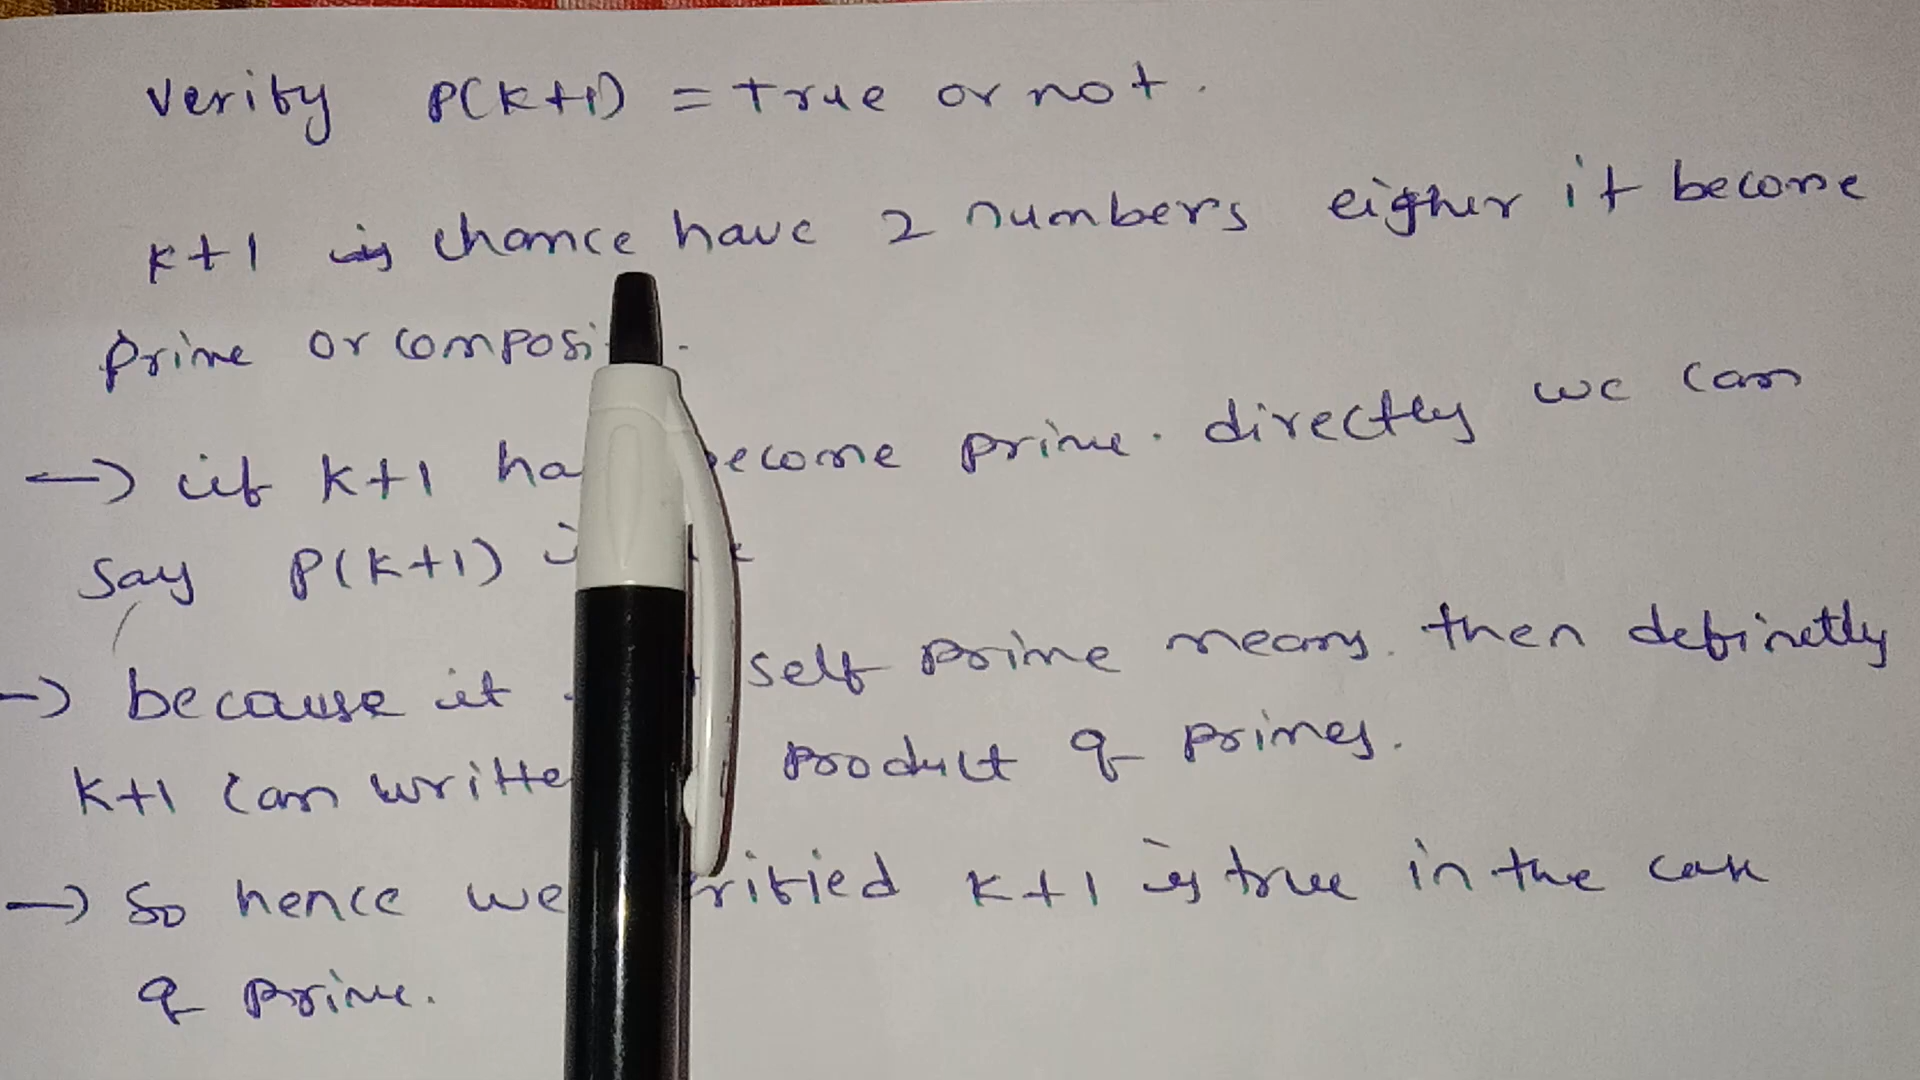 Verify P(K+1) = True or not.
K+1 is chance have 2 numbers eigther it become
prime or composi
→ if K+1 ha ecome prime. directly we can
say P(K+1) i
→ because it self prime means. then definetly
K+1 can writte product of primes.
→ So hence we rified K+1 is true in the case
of prime.